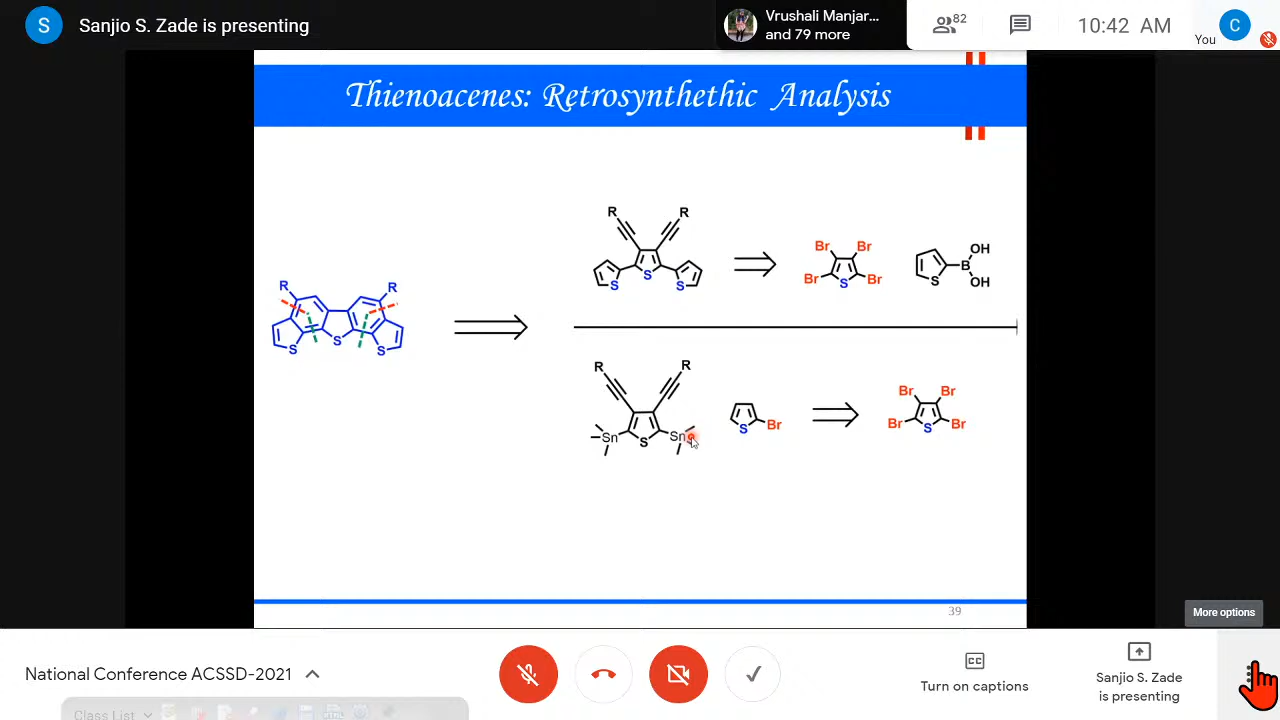 S
Sanjio S. Zade is presenting
Vrushali Manjar...
and 79 more
82
10:42 AM
You
C
Thienoacenes: Retrosynthethic Analysis
R
R
S
S
S
R
R
S
S
S
Br
Br
Br
Br
S
S
B
OH
OH
R
R
Sn
S
Sn
S
Br
Br
Br
Br
Br
S
39
More options
National Conference ACSSD-2021
CC
Turn on captions
Sanjio S. Zade
is presenting
Class List